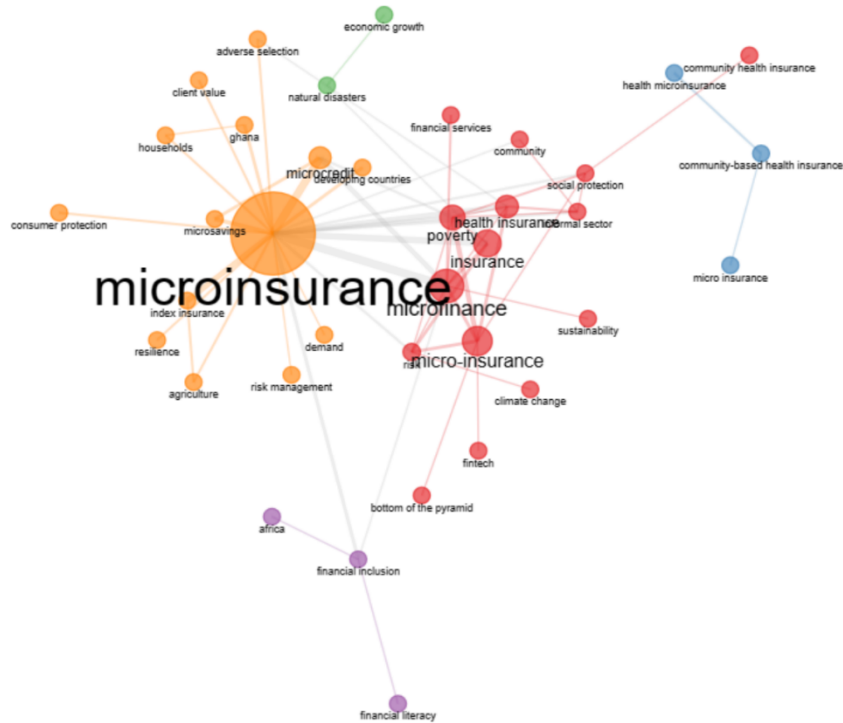 economic growth
adverse selection
community health insurance
health microinsurance
client value
natural disasters
financial services
ghana
households
community
community-based health insurance
microcredit
developing countries
social protection
consumer protection
microsavings
health insurance
poverty
insurance
micro insurance
microinsurance
microfinance
index insurance
sustainability
resilience
demand
risk
micro-insurance
agriculture
risk management
climate change
fintech
bottom of the pyramid
africa
financial inclusion
financial literacy